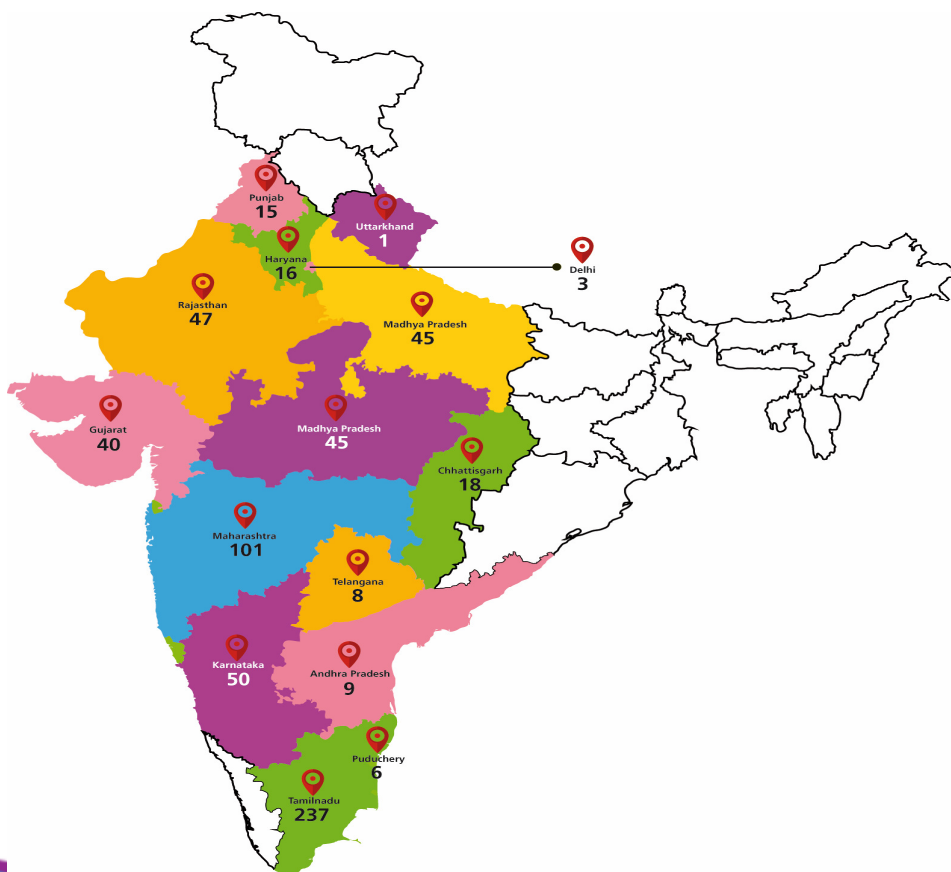 Punjab
15
Uttarkhand
1
Haryana
16
Delhi
3
Rajasthan
47
Madhya Pradesh
45
Gujarat
40
Madhya Pradesh
45
Chhattisgarh
18
Maharashtra
101
Telangana
8
Karnataka
50
Andhra Pradesh
9
Puduchery
6
Tamilnadu
237